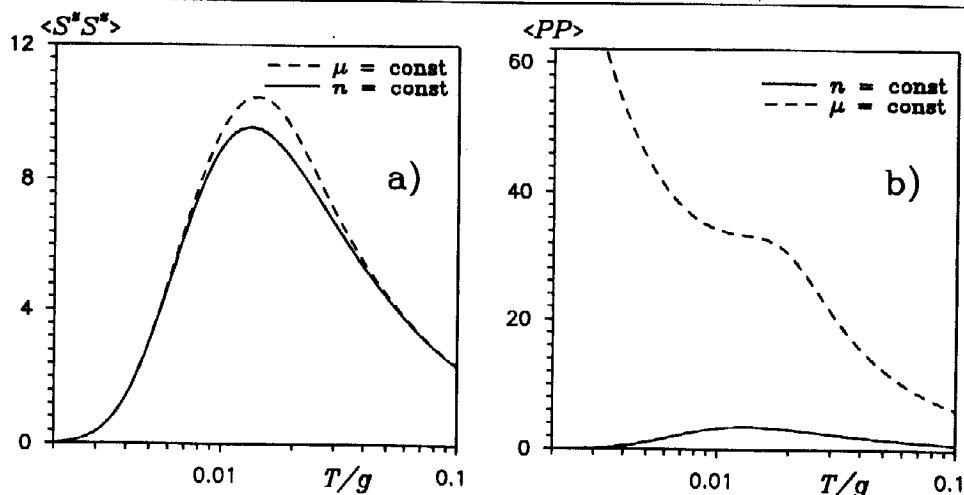 <S^z S^z>
12
8
4
0
μ = const
n = const
a)
0.01
T/g
0.1
<PP>
60
40
20
0
n = const
μ = const
b)
0.01
T/g
0.1